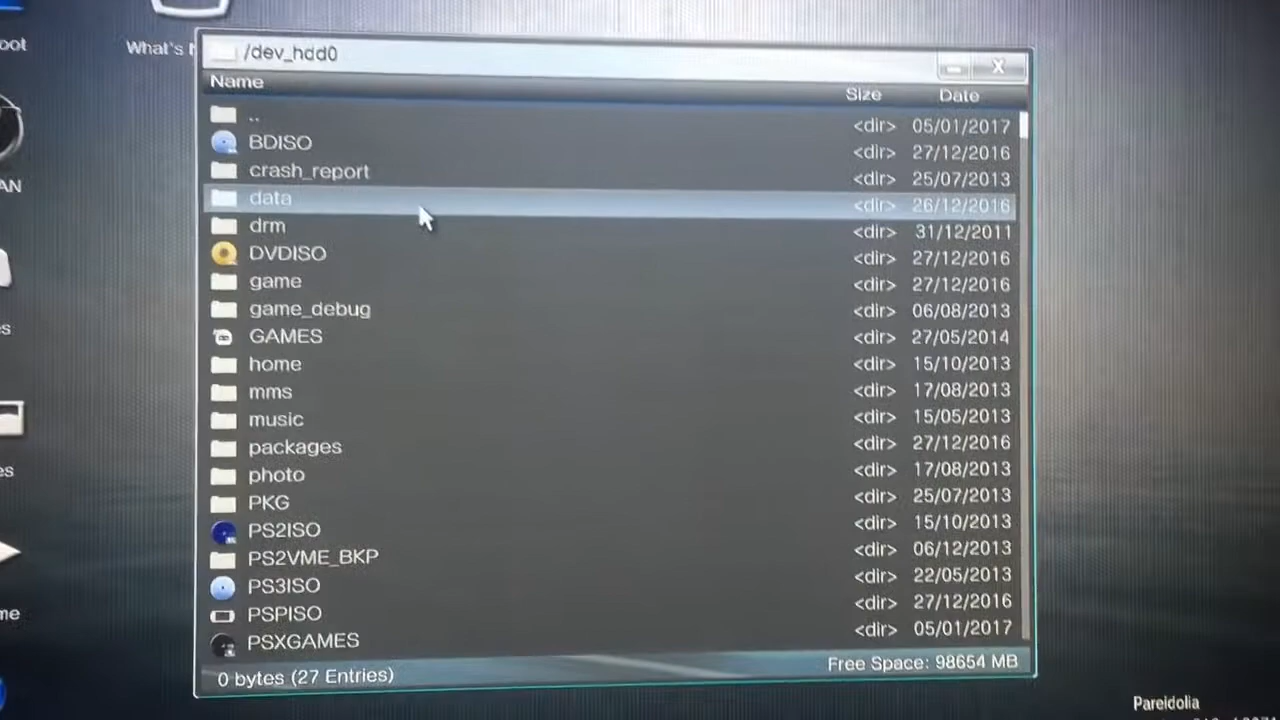 oot
What's
AN
es
es
me
/dev_hdd0
Name Size Date
.. <dir> 05/01/2017
BDISO <dir> 27/12/2016
crash_report <dir> 25/07/2013
data <dir> 26/12/2016
drm <dir> 31/12/2011
DVDISO <dir> 27/12/2016
game <dir> 27/12/2016
game_debug <dir> 06/08/2013
GAMES <dir> 27/05/2014
home <dir> 15/10/2013
mms <dir> 17/08/2013
music <dir> 15/05/2013
packages <dir> 27/12/2016
photo <dir> 17/08/2013
PKG <dir> 25/07/2013
PS2ISO <dir> 15/10/2013
PS2VME_BKP <dir> 06/12/2013
PS3ISO <dir> 22/05/2013
PSPISO <dir> 27/12/2016
PSXGAMES <dir> 05/01/2017
0 bytes (27 Entries) Free Space: 98654 MB
Pareidolia